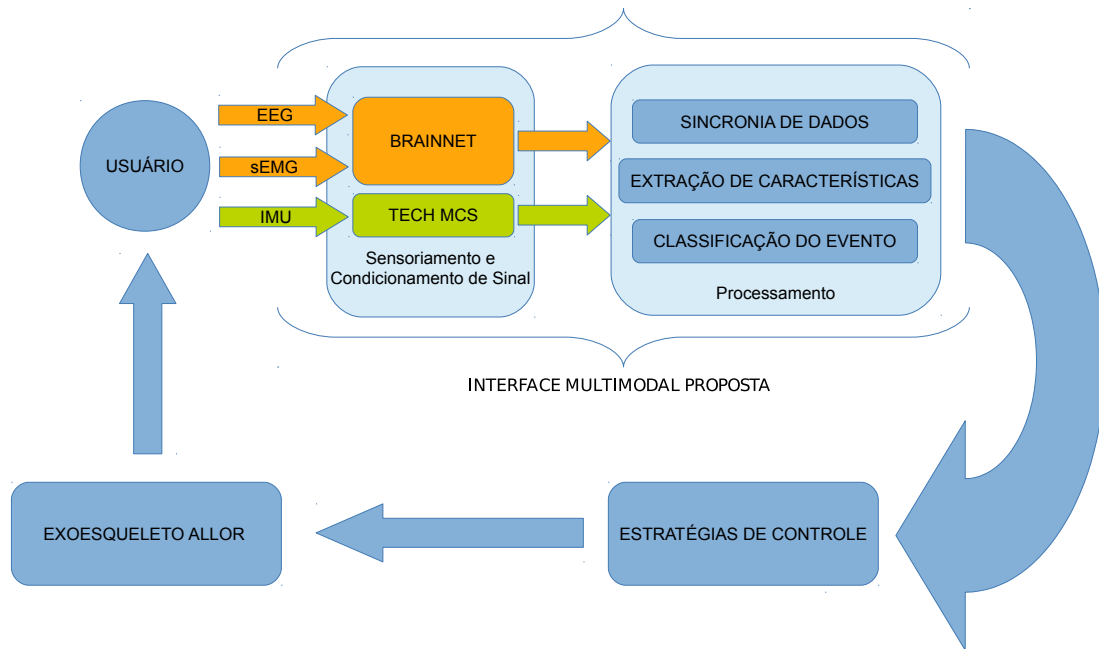 EEG
BRAINNET
SINCRONIA DE DADOS
USUÁRIO
sEMG
EXTRAÇÃO DE CARACTERÍSTÍCAS
IMU
TECH MCS
CLASSIFICAÇÃO DO EVENTO
Sensoriamento e
Condicionamento de Sinal
Processamento
INTERFACE MULTIMODAL PROPOSTA
EXOESQUELETO ALLOR
ESTRATÉGIAS DE CONTROLE